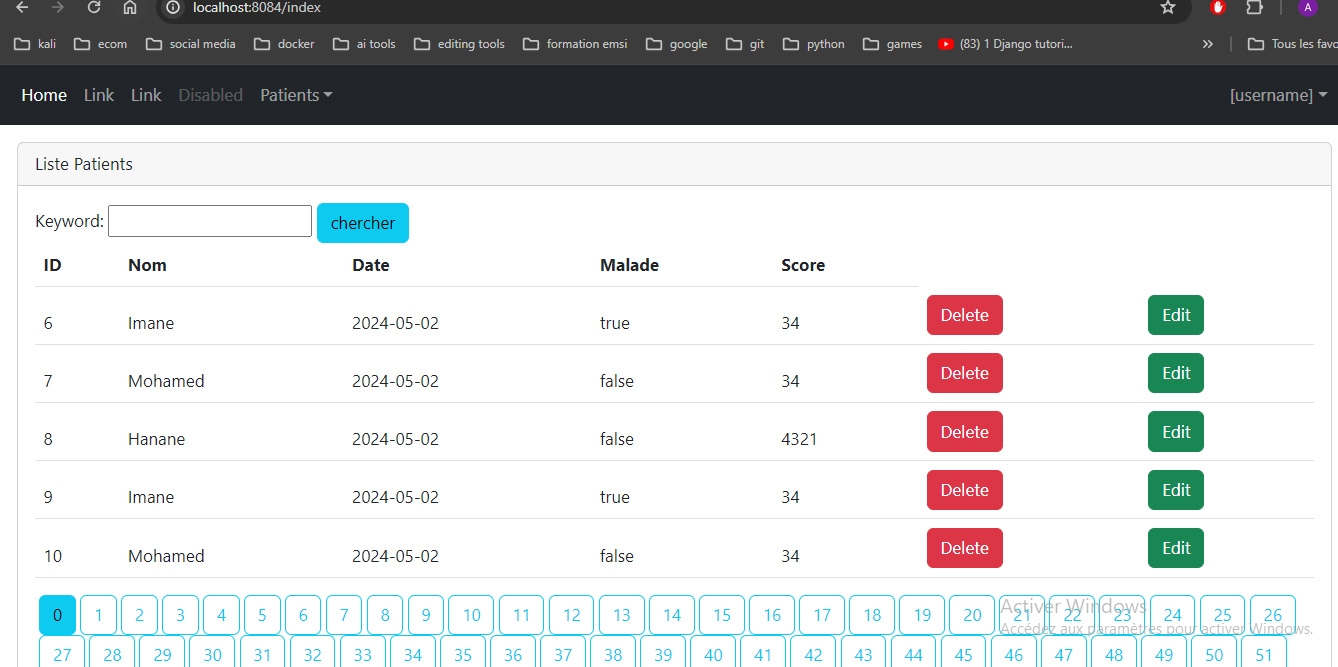 localhost:8084/index
A
kali ecom social media docker ai tools editing tools formation emsi google git python games (83) 1 Django tutori... » Tous les favo
Home Link Link Disabled Patients [username]
Liste Patients
Keyword: chercher
ID Nom Date Malade Score
6 Imane 2024-05-02 true 34 Delete Edit
7 Mohamed 2024-05-02 false 34 Delete Edit
8 Hanane 2024-05-02 false 4321 Delete Edit
9 Imane 2024-05-02 true 34 Delete Edit
10 Mohamed 2024-05-02 false 34 Delete Edit
0 1 2 3 4 5 6 7 8 9 10 11 12 13 14 15 16 17 18 19 20 21 22 23 24 25 26
Activer Windows
Accédez aux paramètres pour activer Windows.
27 28 29 30 31 32 33 34 35 36 37 38 39 40 41 42 43 44 45 46 47 48 49 50 51